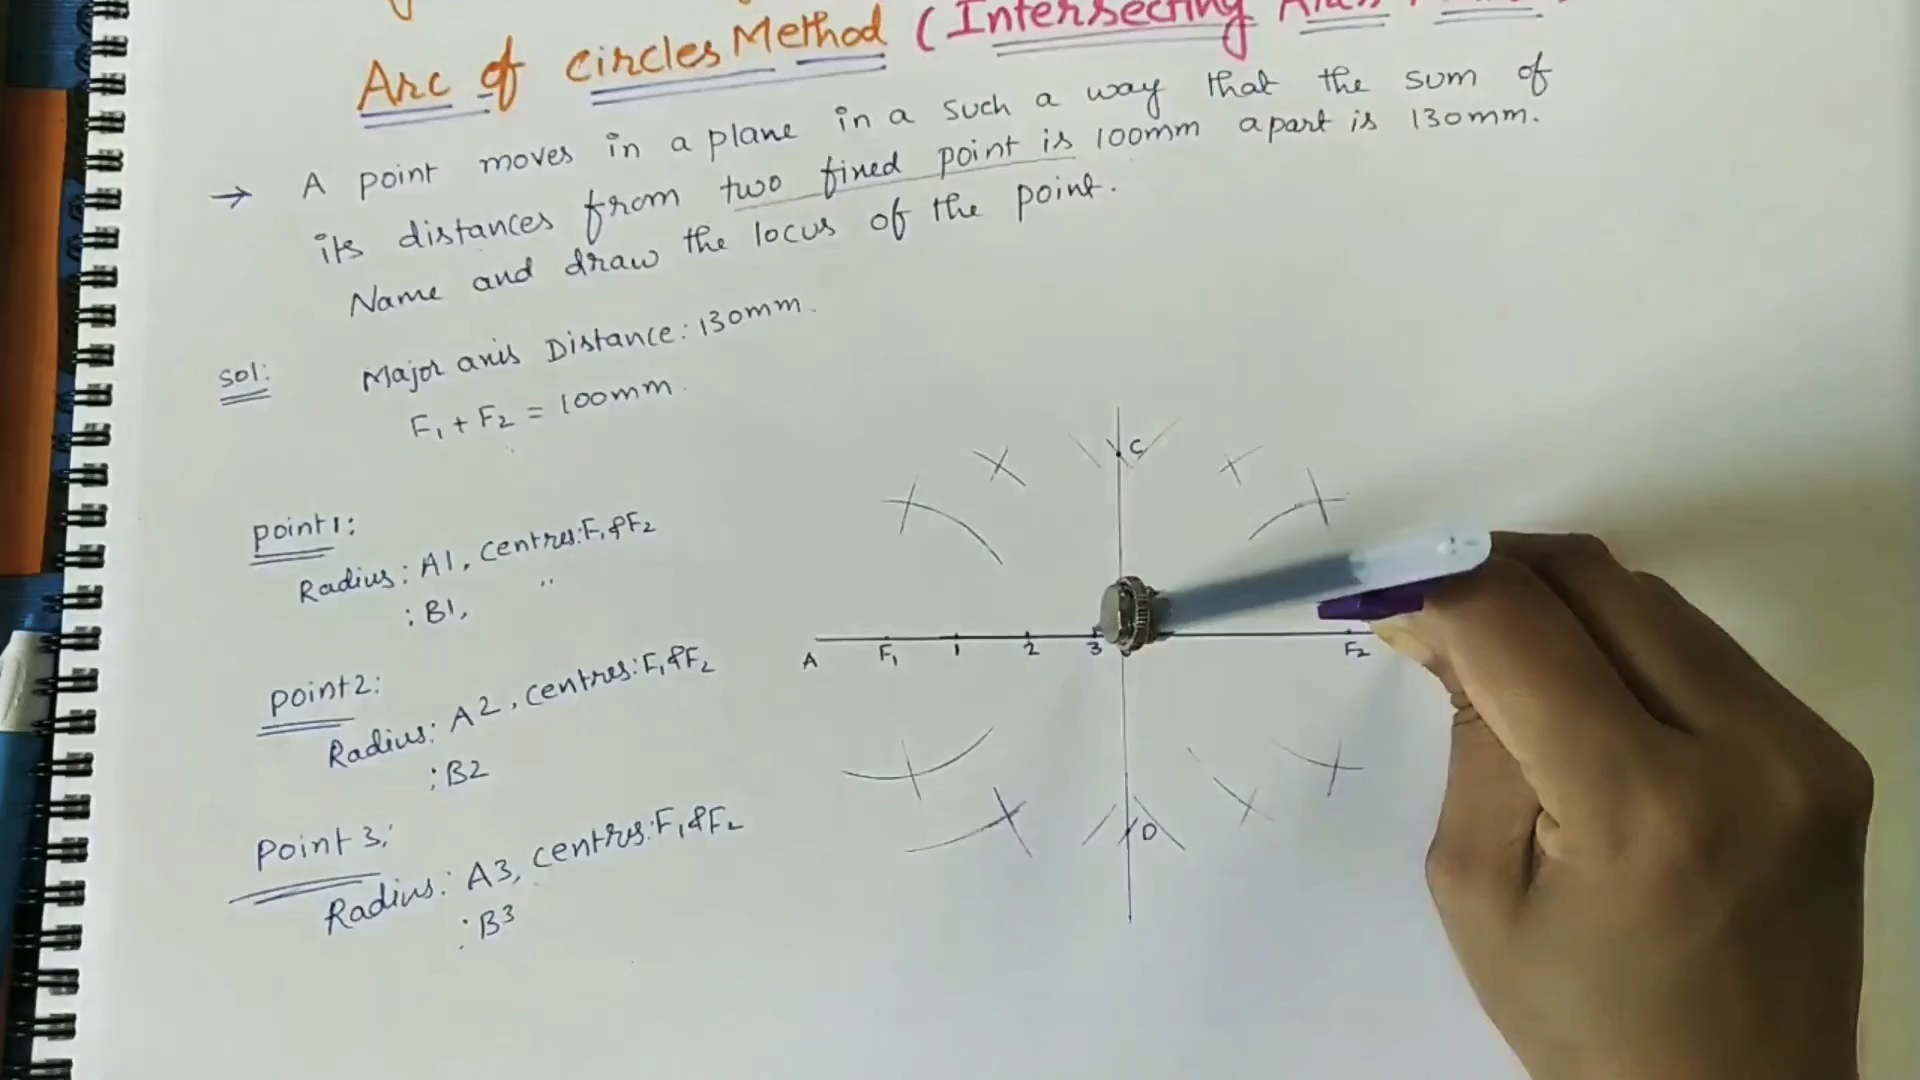 Arc of circles Method (Intersecting
→ A point moves in a plane in a such a way that the sum of
its distances from two fixed point is 100mm apart is 130mm.
Name and draw the locus of the point.
Sol: Major axis Distance: 130mm.
F₁ + F₂ = 100mm.
point1:
Radius: A1, centres: F₁ & F₂
: B1, "
point2:
Radius: A2, centres: F₁ & F₂
: B2
Point 3:
Radius: A3, centrs: F₁ & F₂
: B3
C
A F₁ 1 2 3 F₂
D